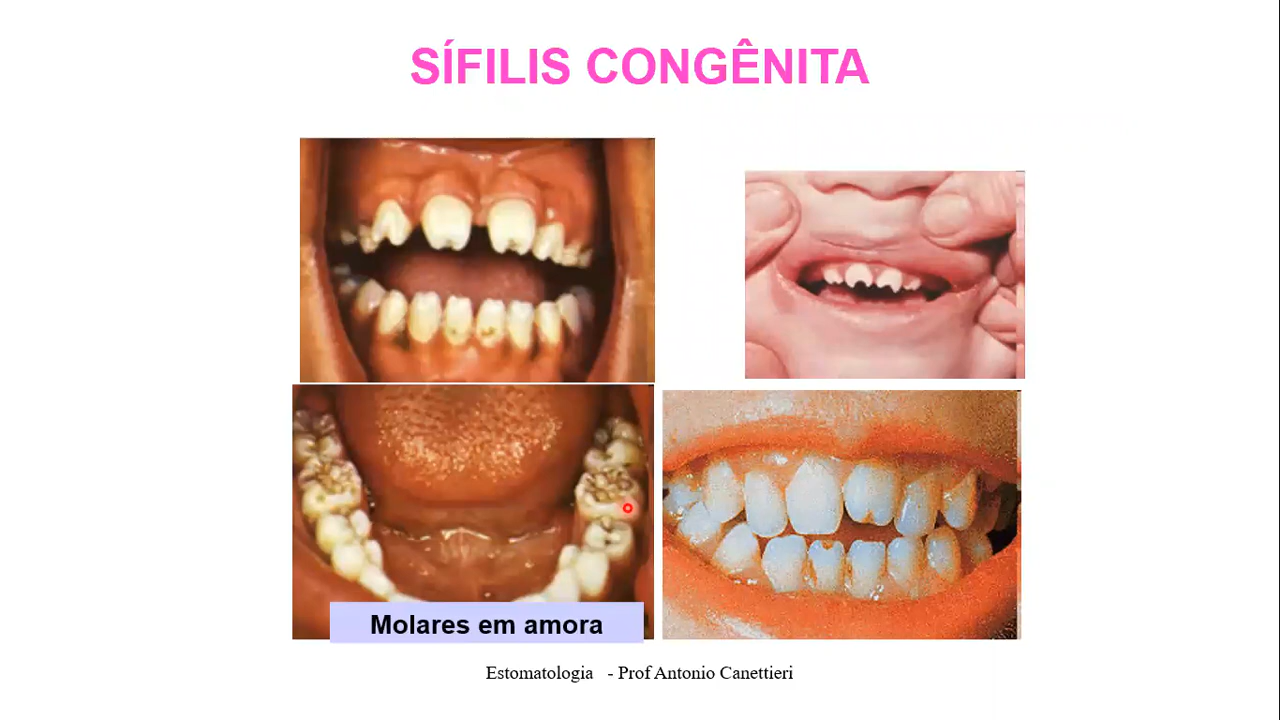 SÍFILIS CONGÊNITA
Molares em amora
Estomatologia - Prof Antonio Canettieri